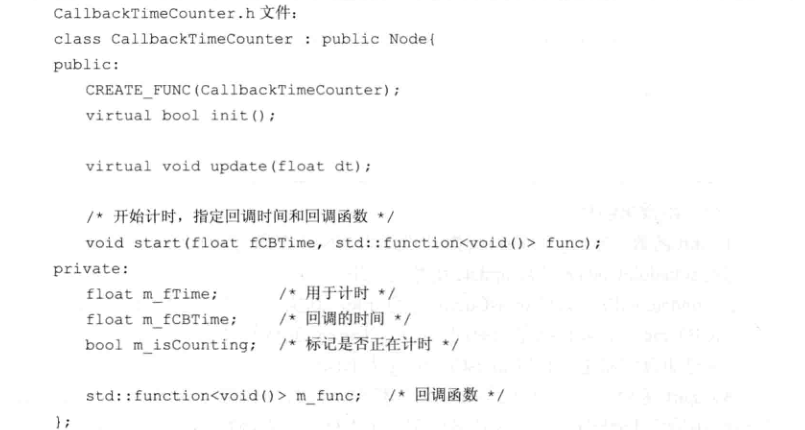 CallbackTimeCounter.h 文件:
class CallbackTimeCounter : public Node{
public:
CREATE_FUNC(CallbackTimeCounter);
virtual bool init();
virtual void update(float dt);
/* 开始计时，指定回调时间和回调函数 */
void start(float fCBTime, std::function<void()> func);
private:
float m_fTime; /* 用于计时 */
float m_fCBTime; /* 回调的时间 */
bool m_isCounting; /* 标记是否正在计时 */
std::function<void()> m_func; /* 回调函数 */
};